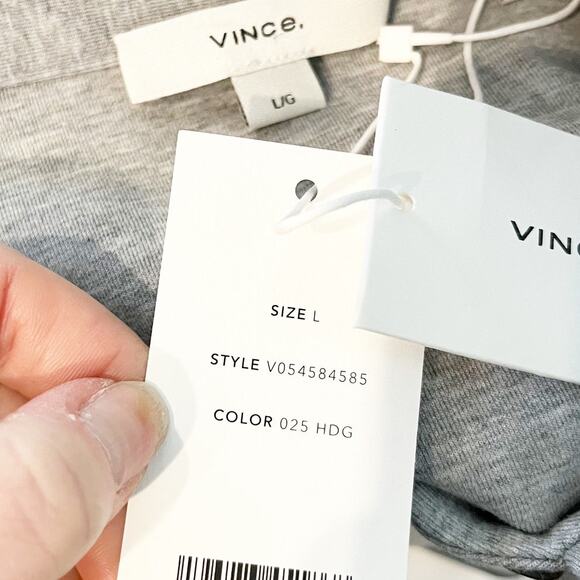 VINCE.
L/G
VINC
SIZE L
STYLE V054584585
COLOR 025 HDG